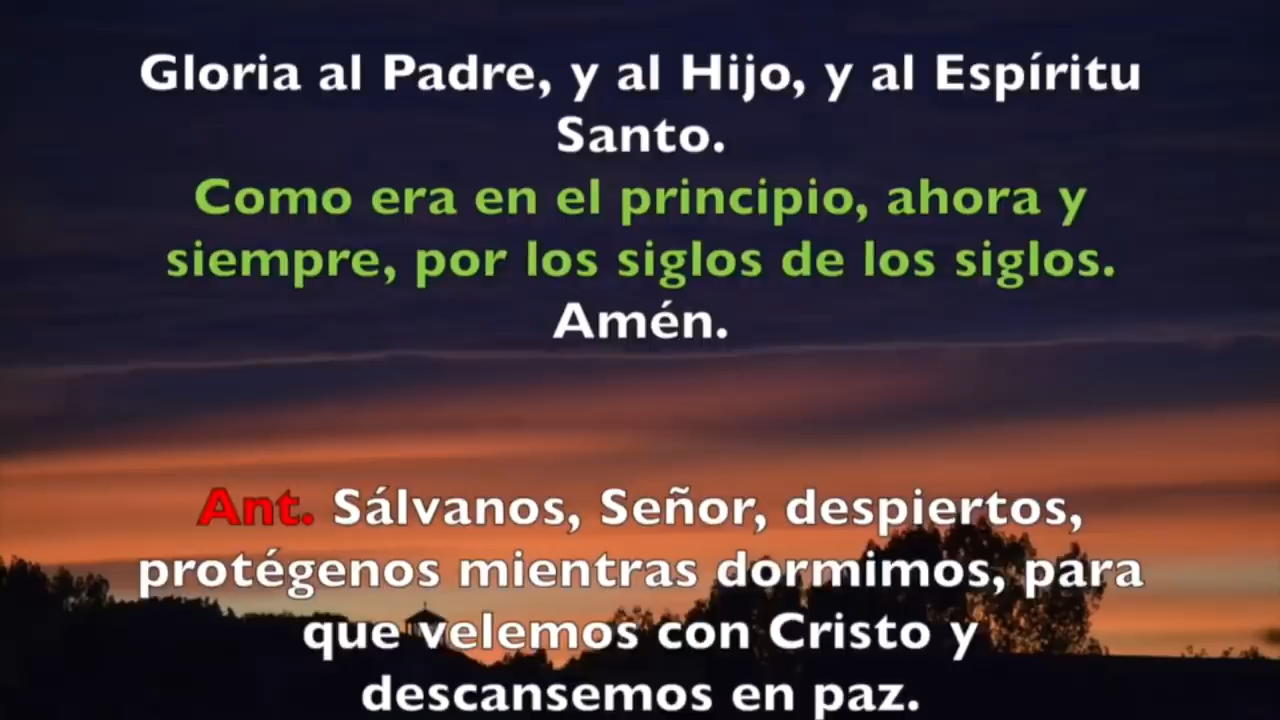 Gloria al Padre, y al Hijo, y al Espíritu
Santo.
Como era en el principio, ahora y
siempre, por los siglos de los siglos.
Amén.
Ant. Sálvanos, Señor, despiertos,
protégenos mientras dormimos, para
que velemos con Cristo y
descansemos en paz.